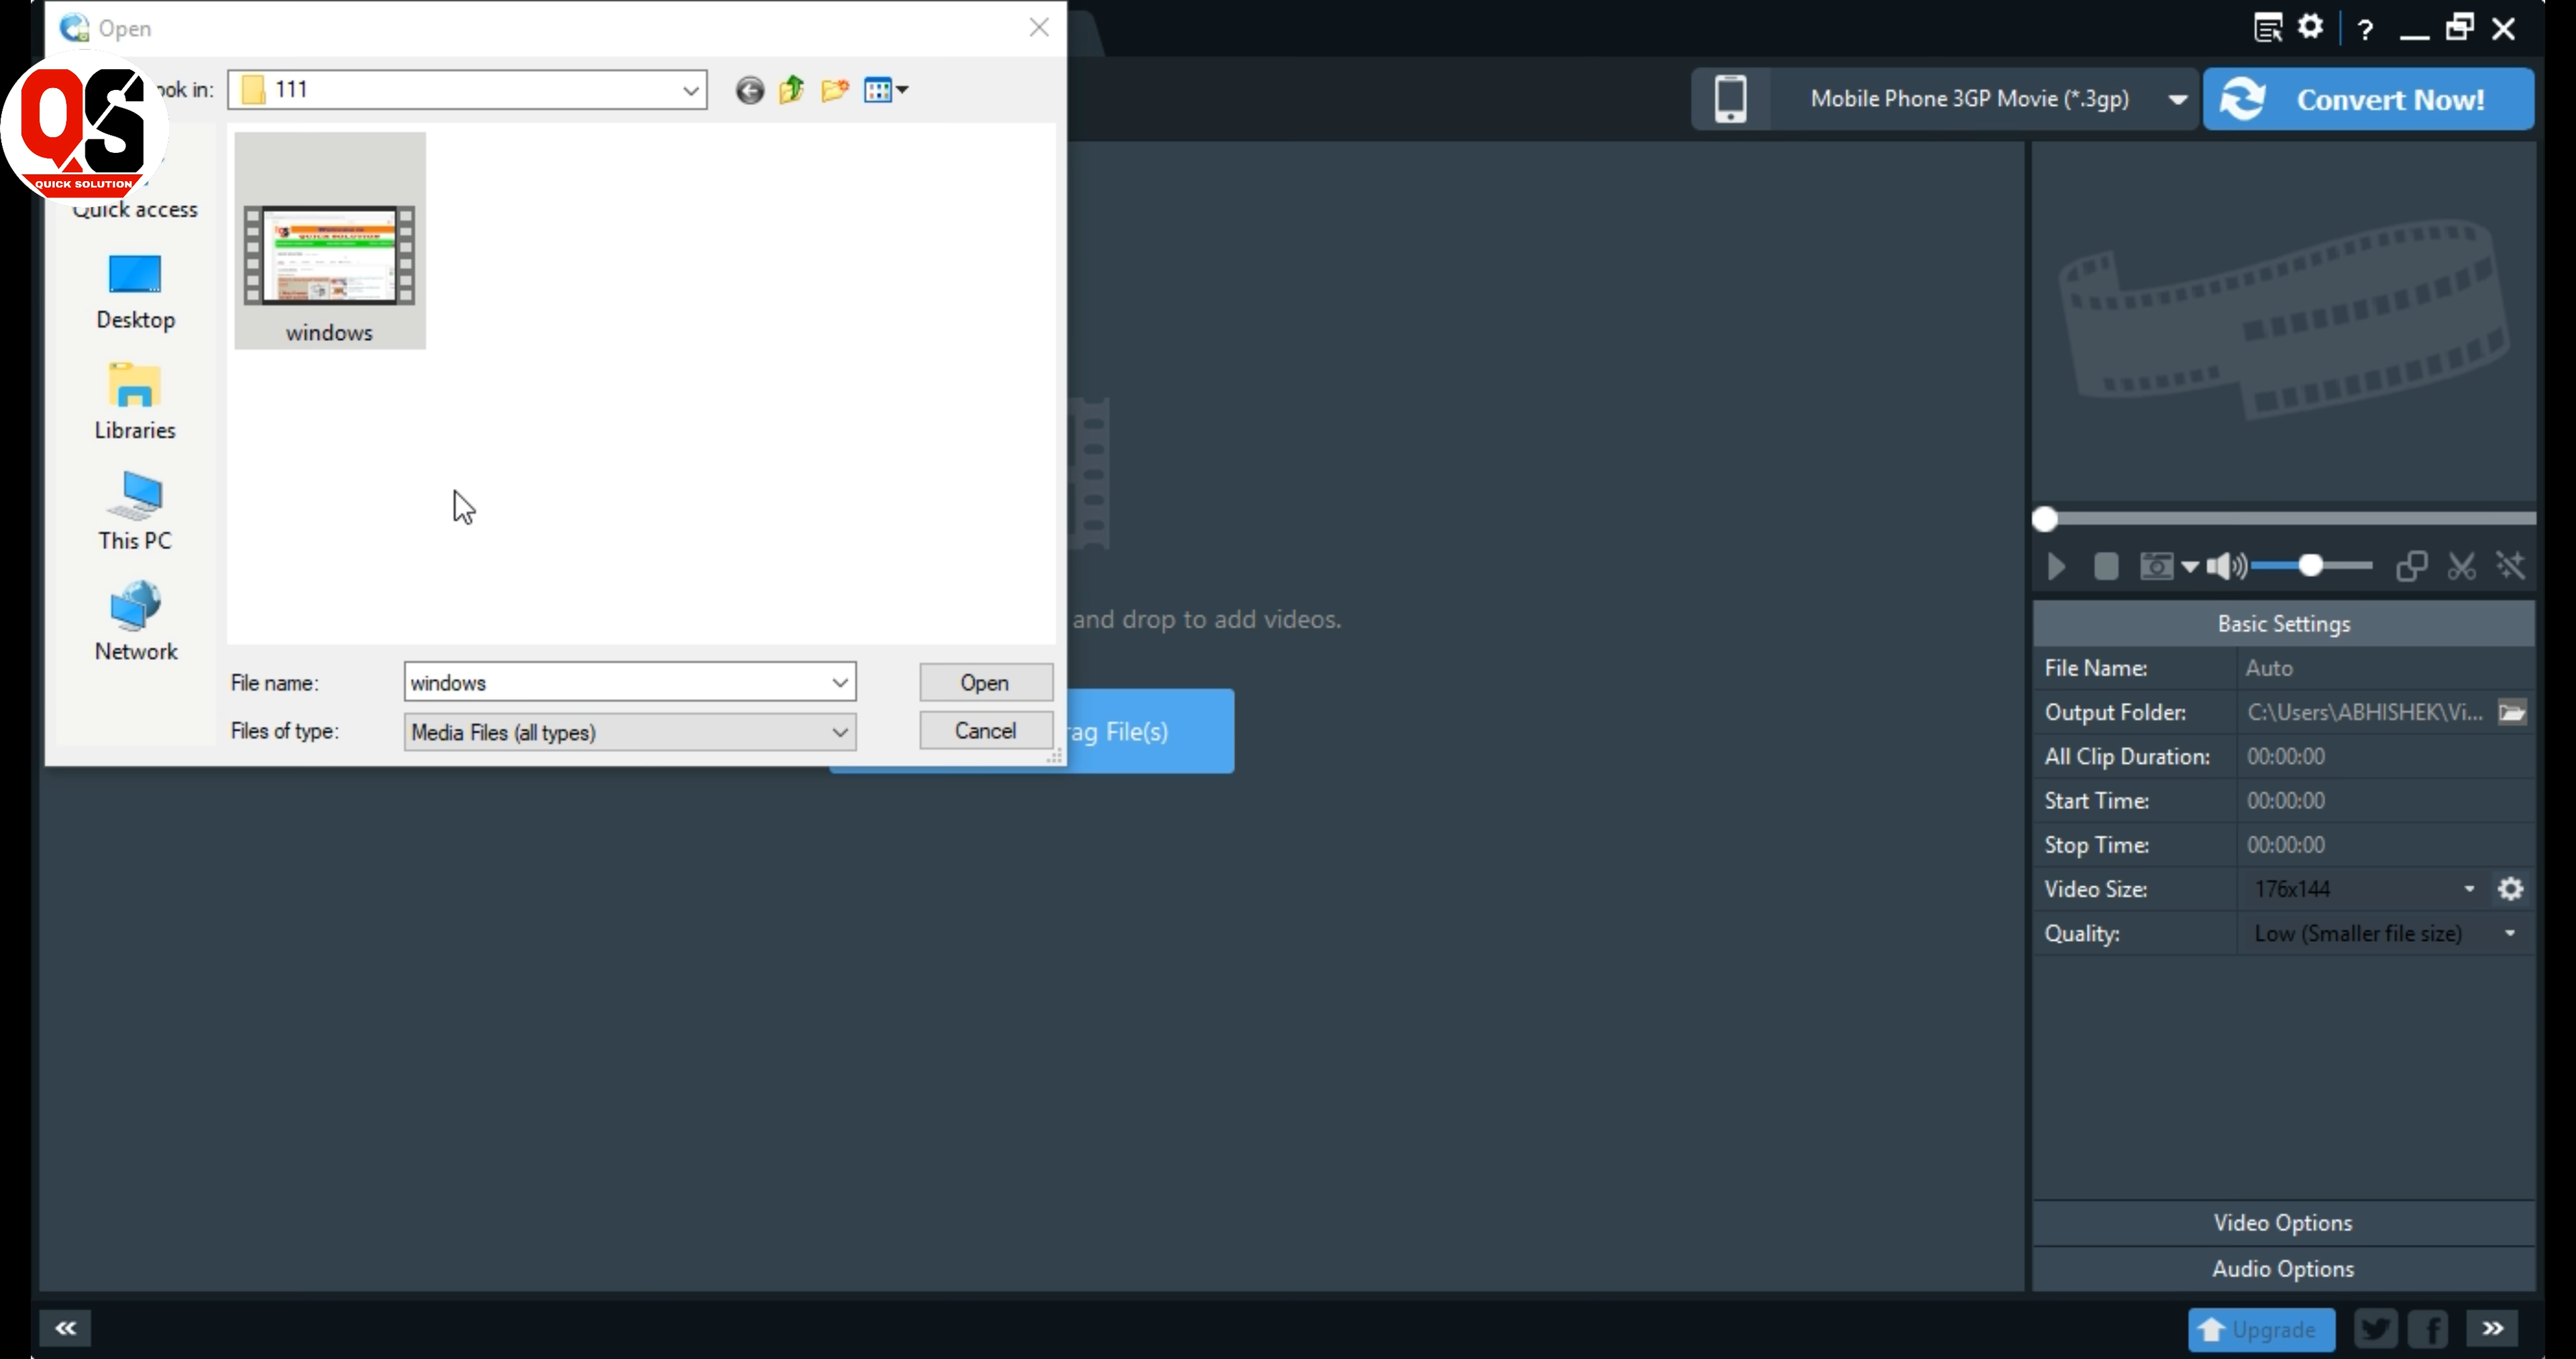 Open
ook in:
111
QS
QUICK SOLUTION
Quick access
windows
Desktop
Libraries
This PC
Network
File name:
windows
Open
Files of type:
Media Files (all types)
Cancel
?
Mobile Phone 3GP Movie (*.3gp)
Convert Now!
and drop to add videos.
rag File(s)
Basic Settings
File Name:
Auto
Output Folder:
C:\Users\ABHISHEK\Vi...
All Clip Duration:
00:00:00
Start Time:
00:00:00
Stop Time:
00:00:00
Video Size:
176x144
Quality:
Low (Smaller file size)
Video Options
Audio Options
Upgrade